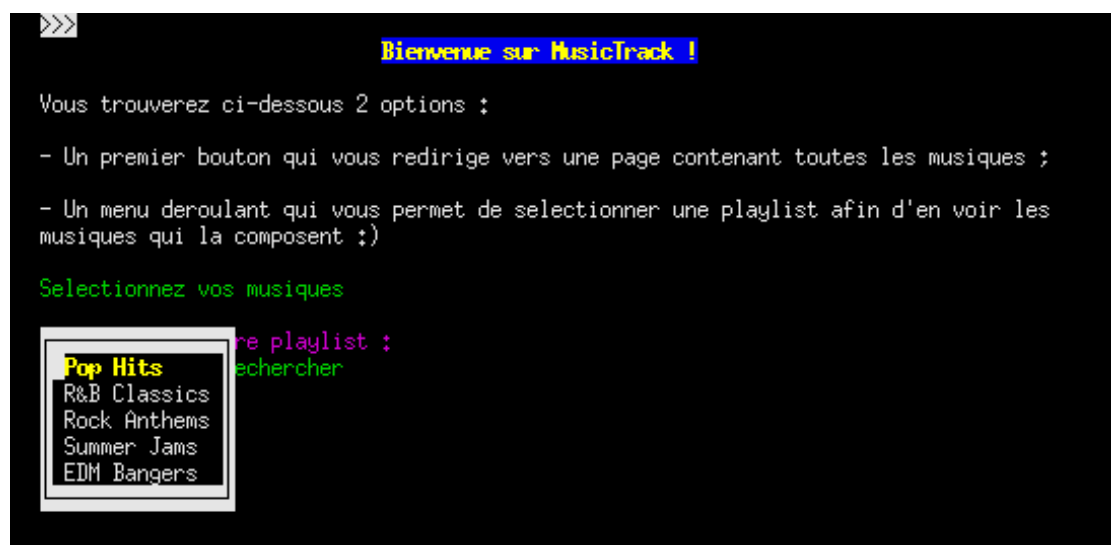 >>>
Bienvenue sur MusicTrack !
Vous trouverez ci-dessous 2 options :
- Un premier bouton qui vous redirige vers une page contenant toutes les musiques ;
- Un menu deroulant qui vous permet de selectionner une playlist afin d'en voir les
musiques qui la composent :)
Selectionnez vos musiques
re playlist :
Pop Hits echercher
R&B Classics
Rock Anthems
Summer Jams
EDM Bangers